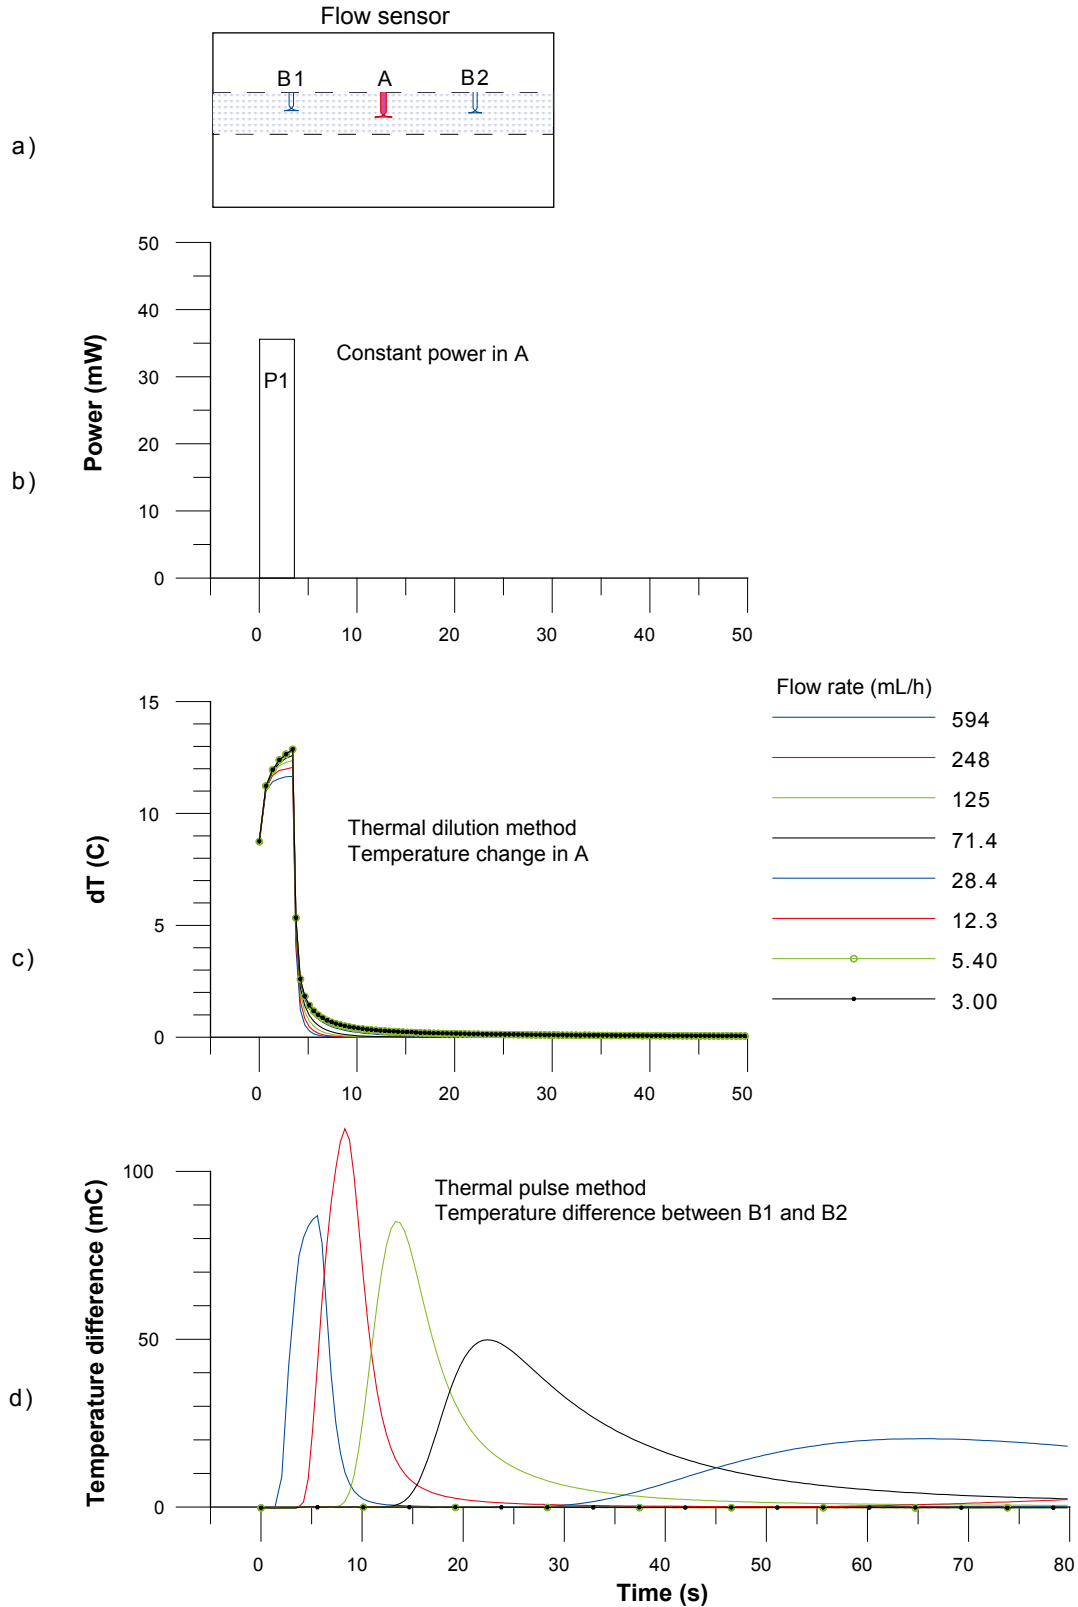 Flow sensor
B1 A B2
a)
50
40
30
20
10
0
Power (mW)
P1
Constant power in A
b)
0 10 20 30 40 50
Flow rate (mL/h)
594
248
125
71.4
28.4
12.3
5.40
3.00
15
10
5
0
dT (C)
Thermal dilution method
Temperature change in A
c)
0 10 20 30 40 50
100
50
0
Temperature difference (mC)
Thermal pulse method
Temperature difference between B1 and B2
d)
0 10 20 30 40 50 60 70 80
Time (s)